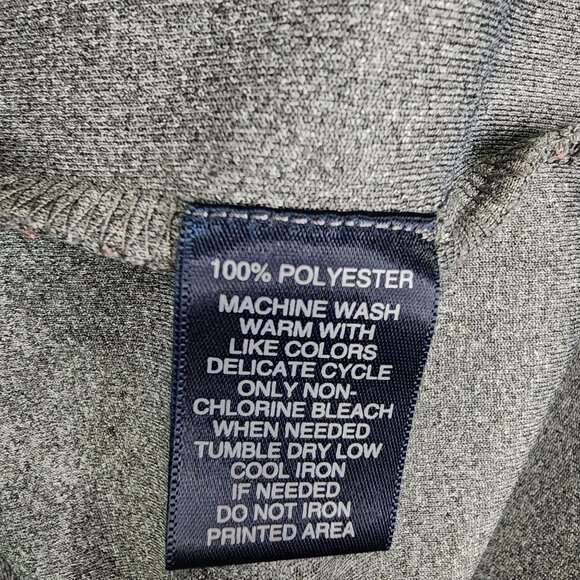 100% POLYESTER
MACHINE WASH
WARM WITH
LIKE COLORS
DELICATE CYCLE
ONLY NON-
CHLORINE BLEACH
WHEN NEEDED
TUMBLE DRY LOW
COOL IRON
IF NEEDED
DO NOT IRON
PRINTED AREA